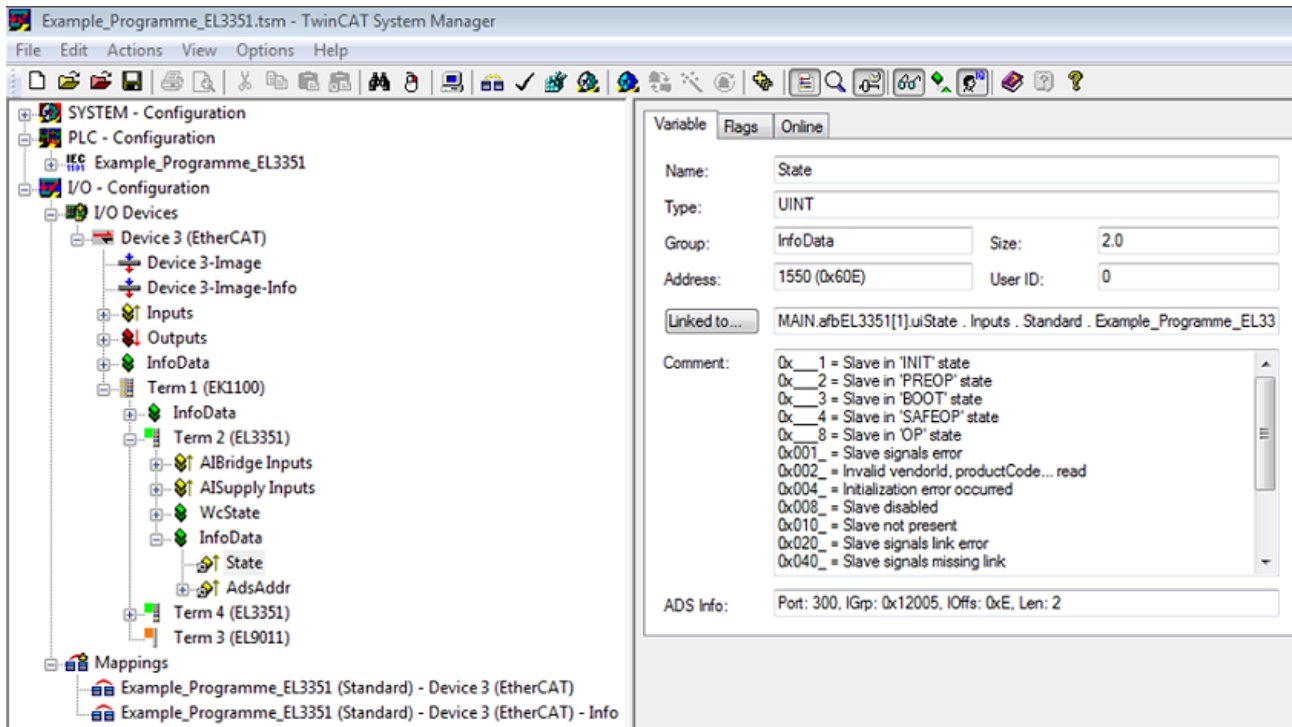 Example_Programme_EL3351.tsm - TwinCAT System Manager
File Edit Actions View Options Help
SYSTEM - Configuration
PLC - Configuration
IEC 1131 Example_Programme_EL3351
I/O - Configuration
I/O Devices
Device 3 (EtherCAT)
Device 3-Image
Device 3-Image-Info
Inputs
Outputs
InfoData
Term 1 (EK1100)
InfoData
Term 2 (EL3351)
AIBridge Inputs
AISupply Inputs
WcState
InfoData
State
AdsAddr
Term 4 (EL3351)
Term 3 (EL9011)
Mappings
Example_Programme_EL3351 (Standard) - Device 3 (EtherCAT)
Example_Programme_EL3351 (Standard) - Device 3 (EtherCAT) - Info
Variable Flags Online
Name: State
Type: UINT
Group: InfoData Size: 2.0
Address: 1550 (0x60E) User ID: 0
Linked to... MAIN.afbEL3351[1].uiState . Inputs . Standard . Example_Programme_EL33
Comment: 0x___1 = Slave in 'INIT' state
0x___2 = Slave in 'PREOP' state
0x___3 = Slave in 'BOOT' state
0x___4 = Slave in 'SAFEOP' state
0x___8 = Slave in 'OP' state
0x001_ = Slave signals error
0x002_ = Invalid vendorId, productCode... read
0x004_ = Initialization error occurred
0x008_ = Slave disabled
0x010_ = Slave not present
0x020_ = Slave signals link error
0x040_ = Slave signals missing link
ADS Info: Port: 300, IGrp: 0x12005, IOffs: 0xE, Len: 2